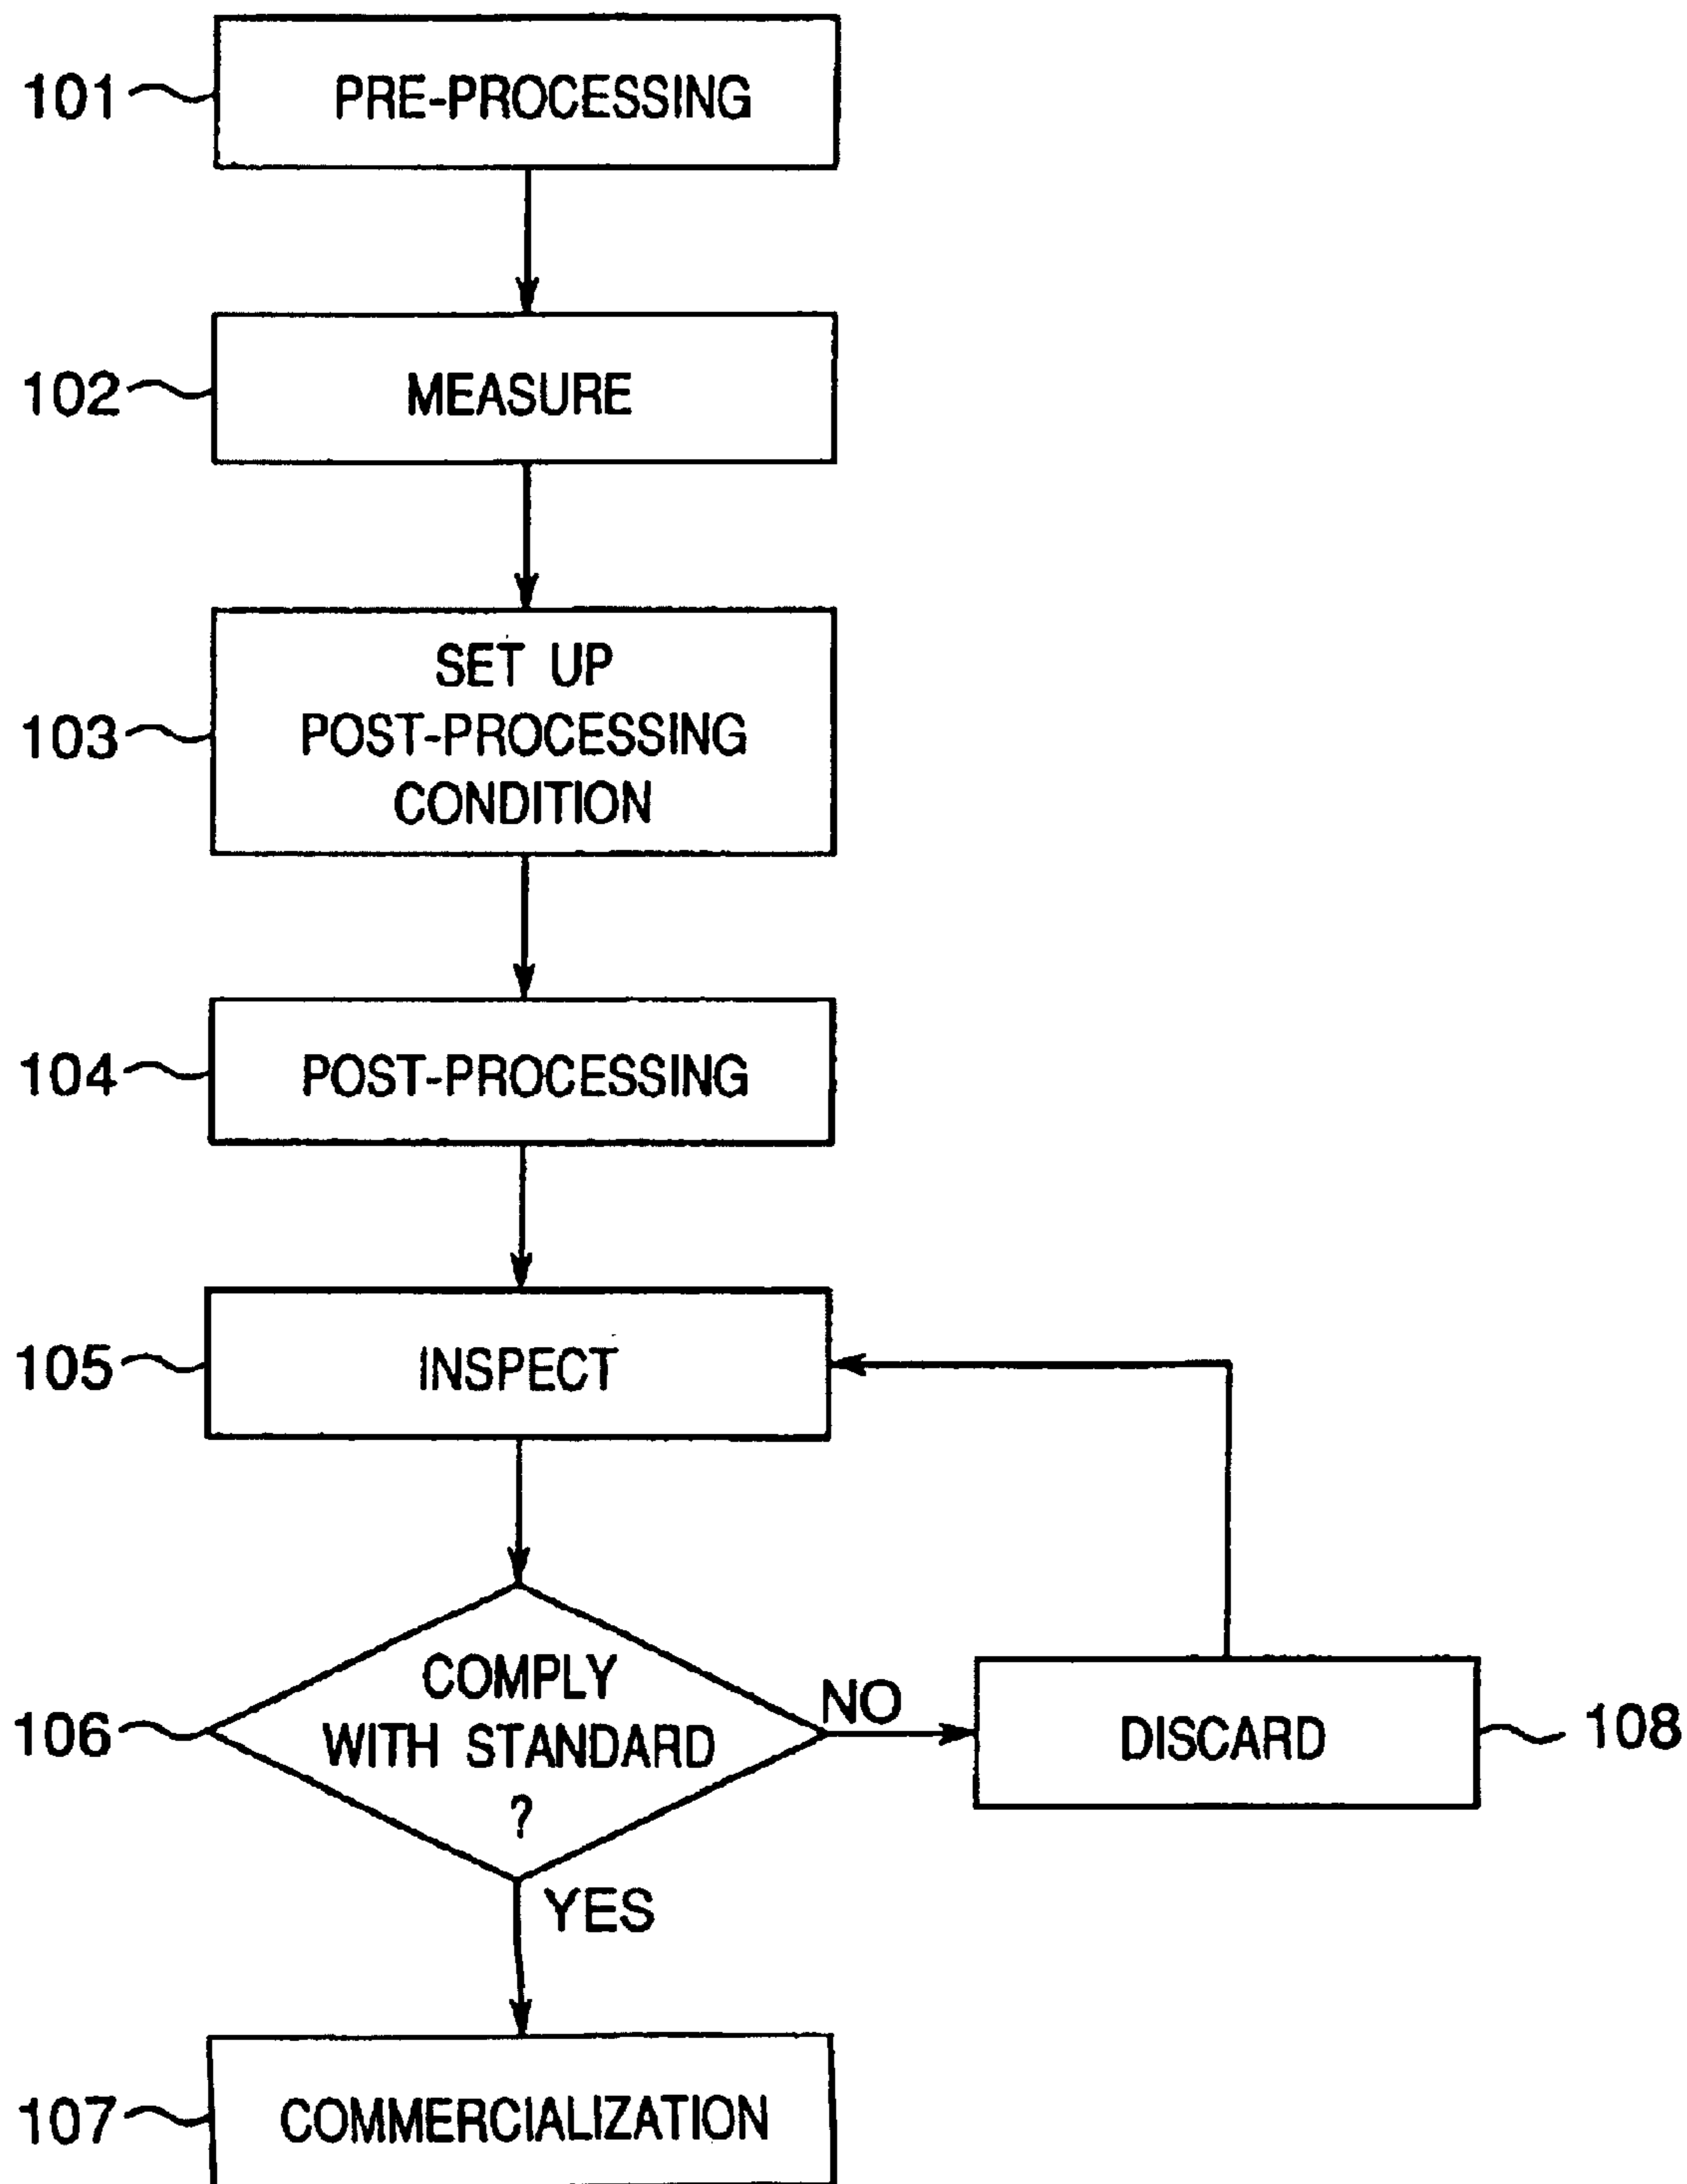 101
PRE-PROCESSING
102
MEASURE
103
SET UP
POST-PROCESSING
CONDITION
104
POST-PROCESSING
105
INSPECT
106
COMPLY
WITH STANDARD
?
NO
DISCARD
108
YES
107
COMMERCIALIZATION